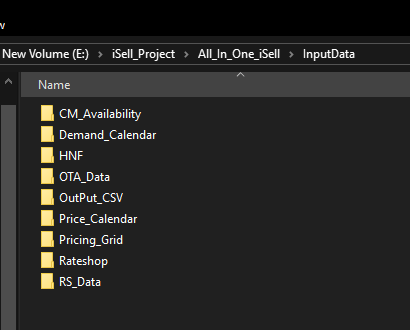 w
New Volume (E:) > iSell_Project > All_In_One_iSell > InputData
Name
CM_Availability
Demand_Calendar
HNF
OTA_Data
OutPut_CSV
Price_Calendar
Pricing_Grid
Rateshop
RS_Data